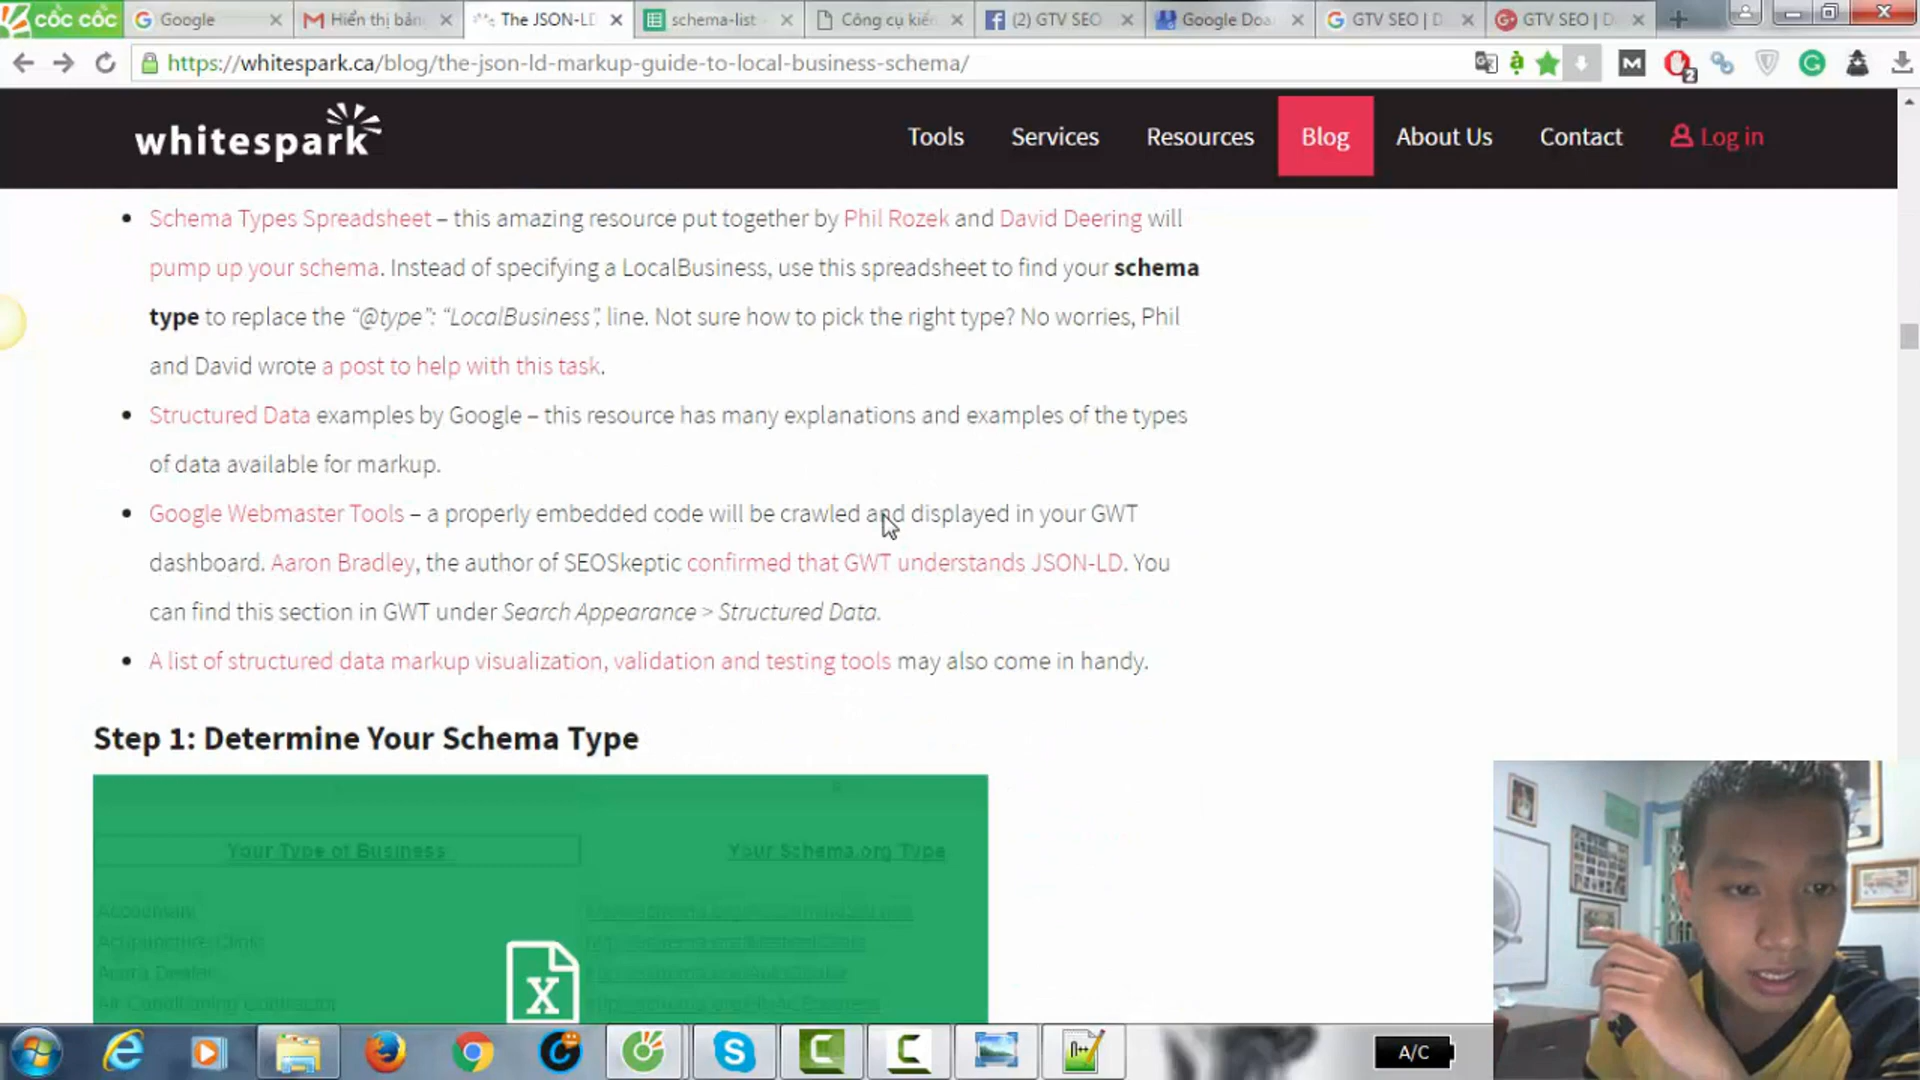 cốc cốc
Google
Hiển thị bản
The JSON-LD
schema-list
Công cụ kiể
(2) GTV SEO
Google Doa
GTV SEO | D
GTV SEO | D
https://whitespark.ca/blog/the-json-ld-markup-guide-to-local-business-schema/
2
whitespark
Tools
Services
Resources
Blog
About Us
Contact
Log in
Schema Types Spreadsheet – this amazing resource put together by Phil Rozek and David Deering will
pump up your schema. Instead of specifying a LocalBusiness, use this spreadsheet to find your schema
type to replace the “@type”: “LocalBusiness”, line. Not sure how to pick the right type? No worries, Phil
and David wrote a post to help with this task.
Structured Data examples by Google – this resource has many explanations and examples of the types
of data available for markup.
Google Webmaster Tools – a properly embedded code will be crawled and displayed in your GWT
dashboard. Aaron Bradley, the author of SEOSkeptic confirmed that GWT understands JSON-LD. You
can find this section in GWT under Search Appearance > Structured Data.
A list of structured data markup visualization, validation and testing tools may also come in handy.
Step 1: Determine Your Schema Type
Your Type of Business
Your Schema.org Type
Accountant
Acupuncture Clinic
Acura Dealer
Air Conditioning Contractor
A/C